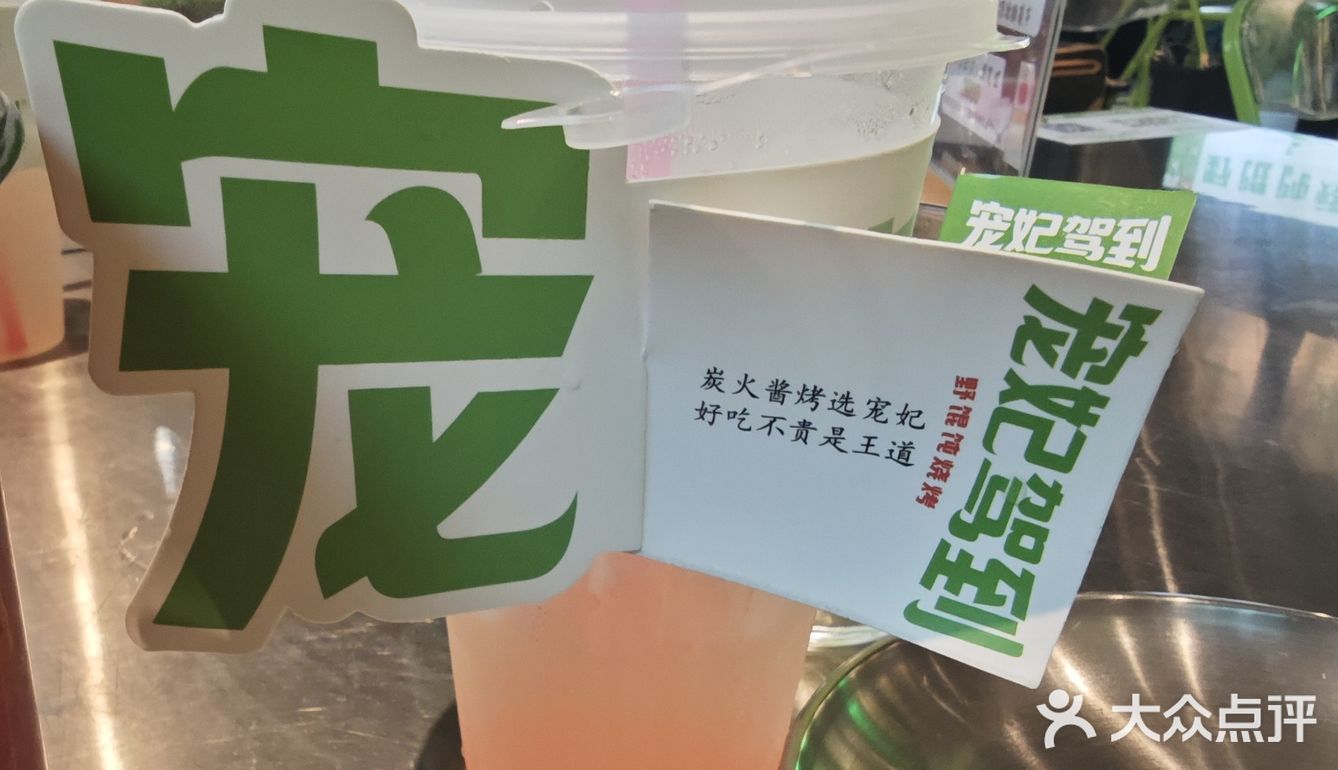 宠
宠妃驾到
炭火酱烤选宠妃
好吃不贵是王道
野馄饨烧烤
宠妃驾到
大众点评